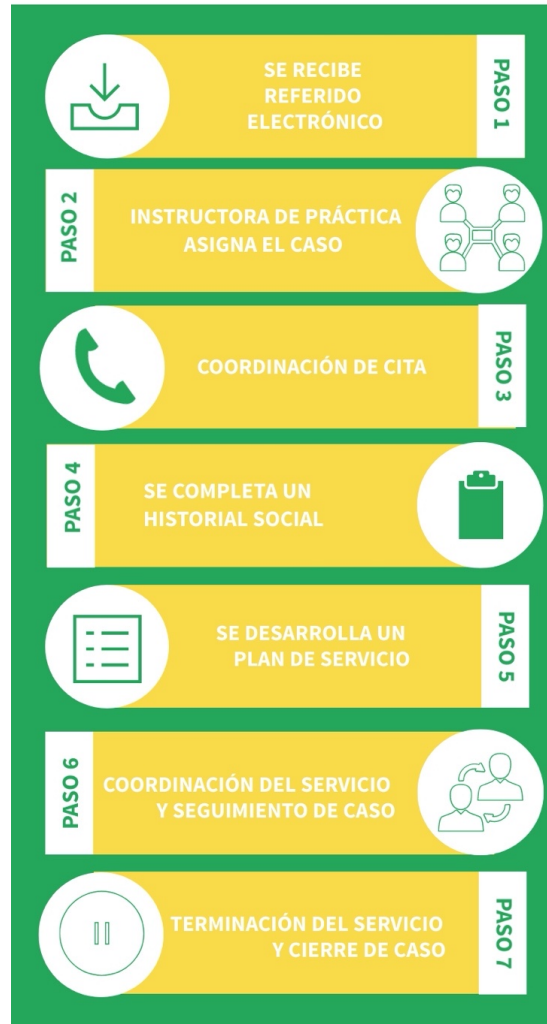 SE RECIBE
REFERIDO
ELECTRÓNICO
PASO 1
PASO 2
INSTRUCTORA DE PRÁCTICA
ASIGNA EL CASO
COORDINACIÓN DE CITA
PASO 3
PASO 4
SE COMPLETA UN
HISTORIAL SOCIAL
SE DESARROLLA UN
PLAN DE SERVICIO
PASO 5
PASO 6
COORDINACIÓN DEL SERVICIO
Y SEGUIMIENTO DE CASO
TERMINACIÓN DEL SERVICIO
Y CIERRE DE CASO
PASO 7